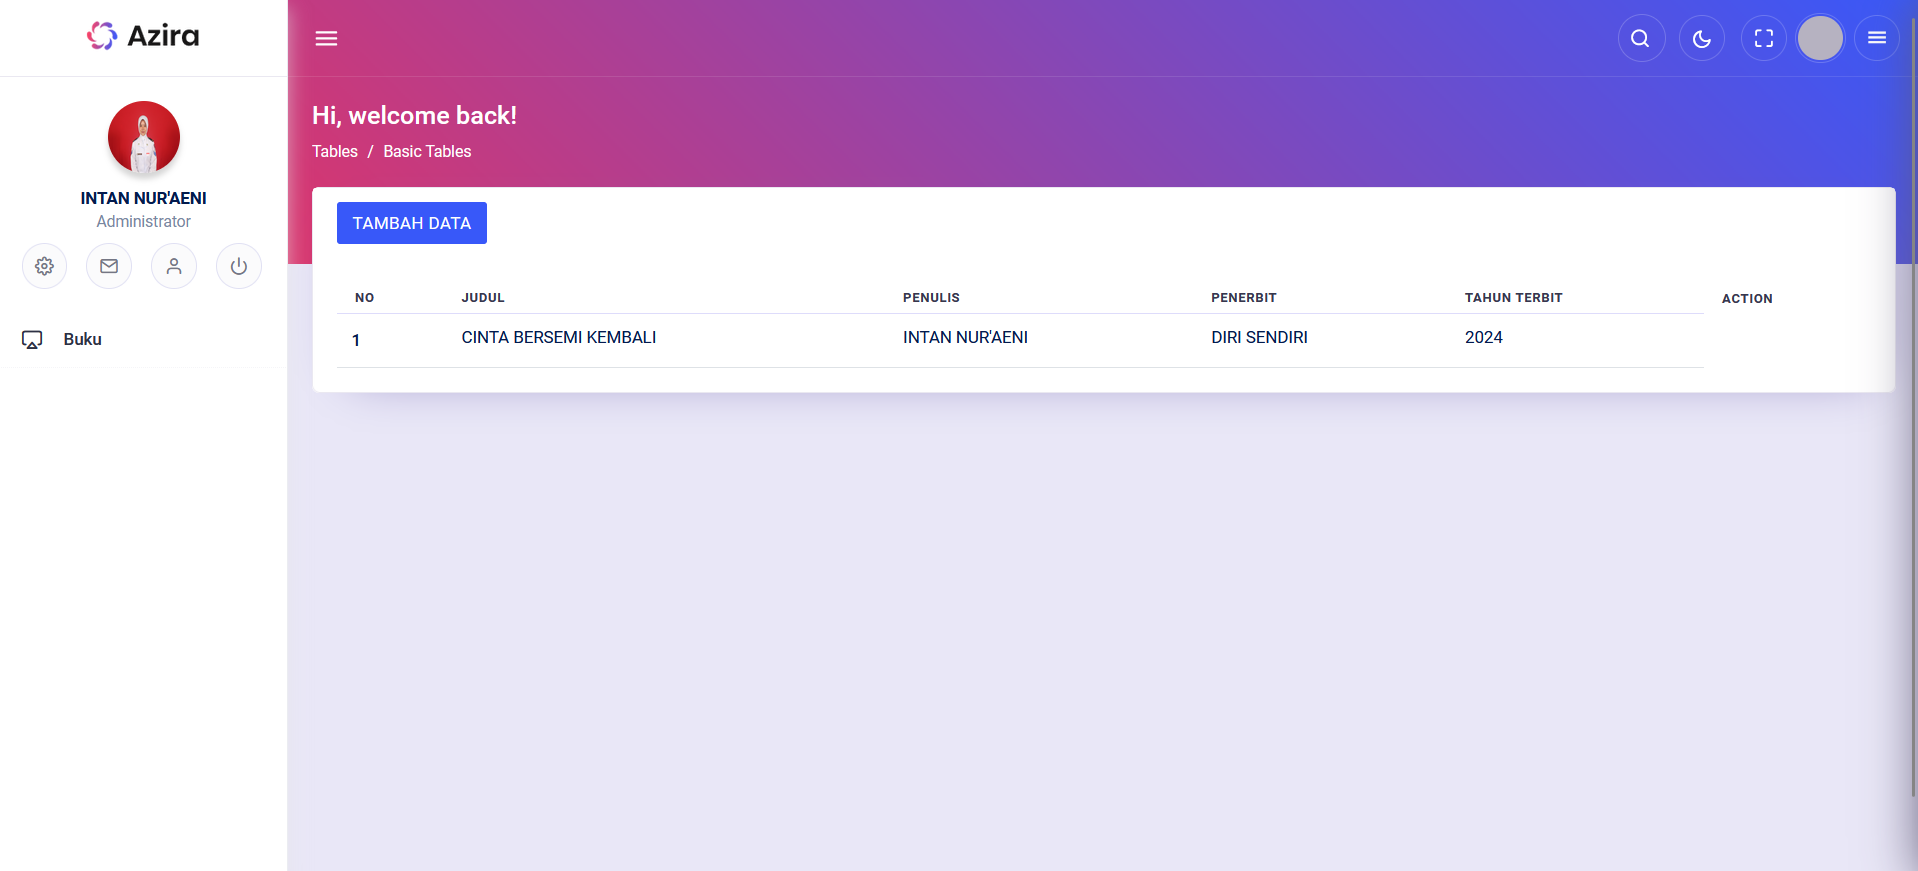 Azira
INTAN NUR'AENI
Administrator
Buku
Hi, welcome back!
Tables / Basic Tables
TAMBAH DATA
NO JUDUL PENULIS PENERBIT TAHUN TERBIT ACTION
1 CINTA BERSEMI KEMBALI INTAN NUR'AENI DIRI SENDIRI 2024